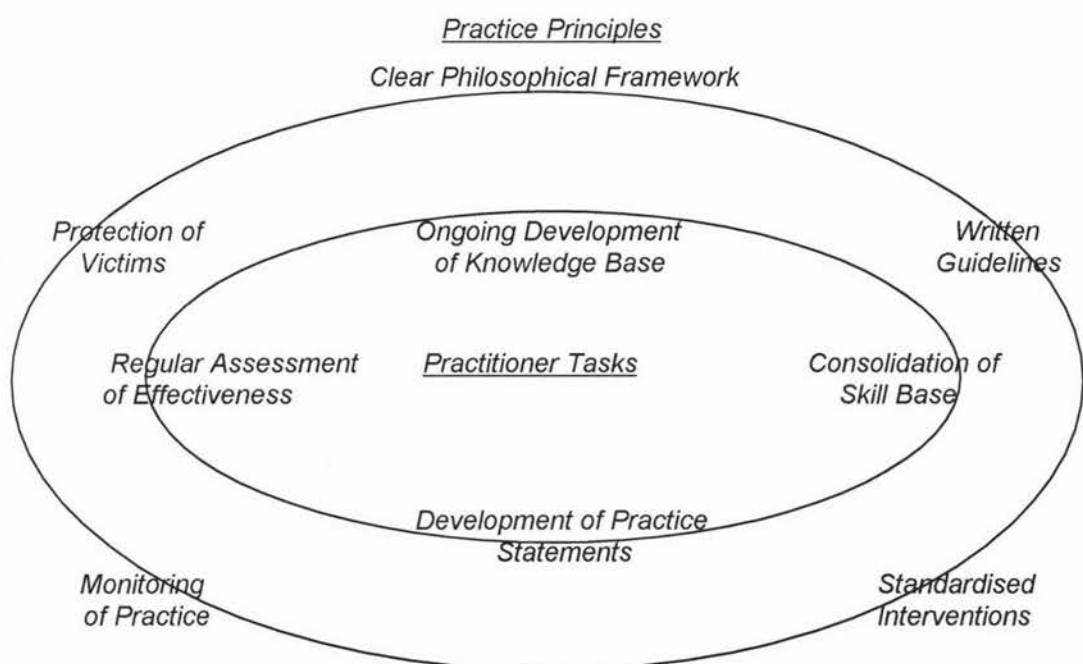 Practice Principles
Clear Philosophical Framework
Protection of
Victims
Ongoing Development
of Knowledge Base
Written
Guidelines
Regular Assessment
of Effectiveness
Practitioner Tasks
Consolidation of
Skill Base
Development of Practice
Statements
Monitoring
of Practice
Standardised
Interventions